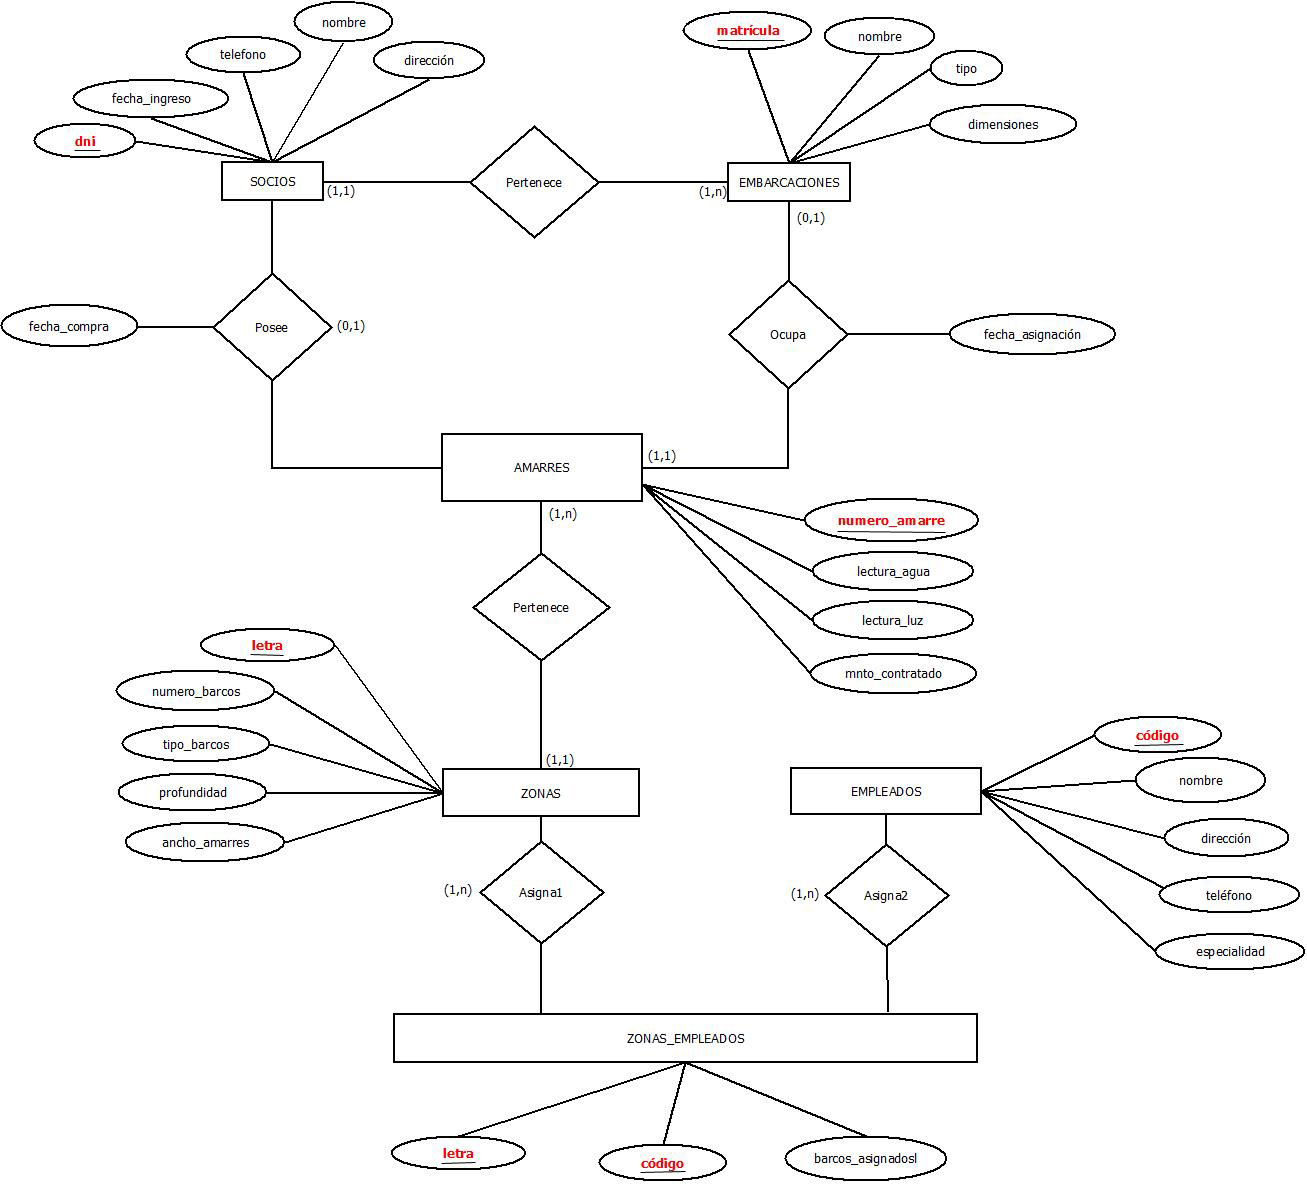 nombre
matrícula
nombre
telefono
dirección
tipo
fecha_ingreso
dimensiones
dni
SOCIOS
Pertenece
EMBARCACIONES
(1,1)
(1,n)
(0,1)
fecha_compra
Posee
(0,1)
Ocupa
fecha_asignación
AMARRES
(1,1)
(1,n)
numero_amarre
lectura_agua
Pertenece
lectura_luz
letra
mnto_contratado
numero_barcos
código
tipo_barcos
(1,1)
nombre
profundidad
ZONAS
EMPLEADOS
ancho_amarres
dirección
(1,n)
Asigna1
(1,n)
Asigna2
teléfono
especialidad
ZONAS_EMPLEADOS
letra
código
barcos_asignadosl